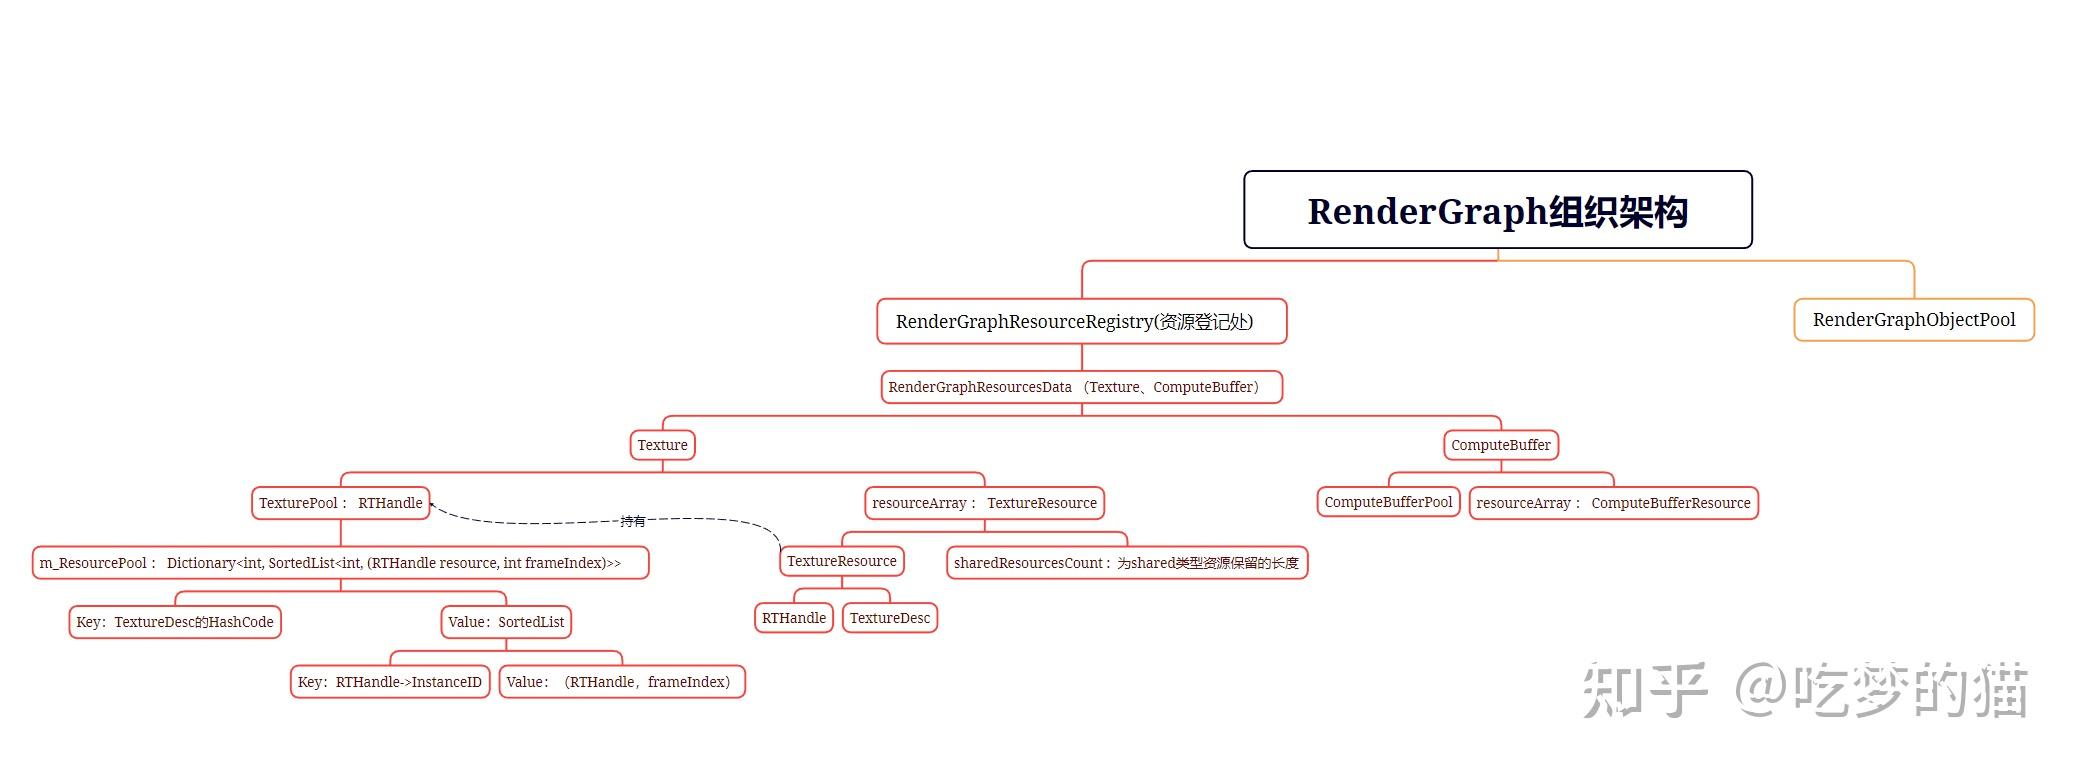 RenderGraph组织架构
RenderGraphResourceRegistry(资源登记处)
RenderGraphObjectPool
RenderGraphResourcesData （Texture、ComputeBuffer）
Texture
ComputeBuffer
TexturePool： RTHandle
resourceArray： TextureResource
ComputeBufferPool
resourceArray： ComputeBufferResource
持有
m_ResourcePool： Dictionary<int, SortedList<int, (RTHandle resource, int frameIndex)>>
TextureResource
sharedResourcesCount：为shared类型资源保留的长度
Key：TextureDesc的HashCode
Value：SortedList
RTHandle
TextureDesc
Key：RTHandle->InstanceID
Value：（RTHandle，frameIndex）
知乎 @吃梦的猫